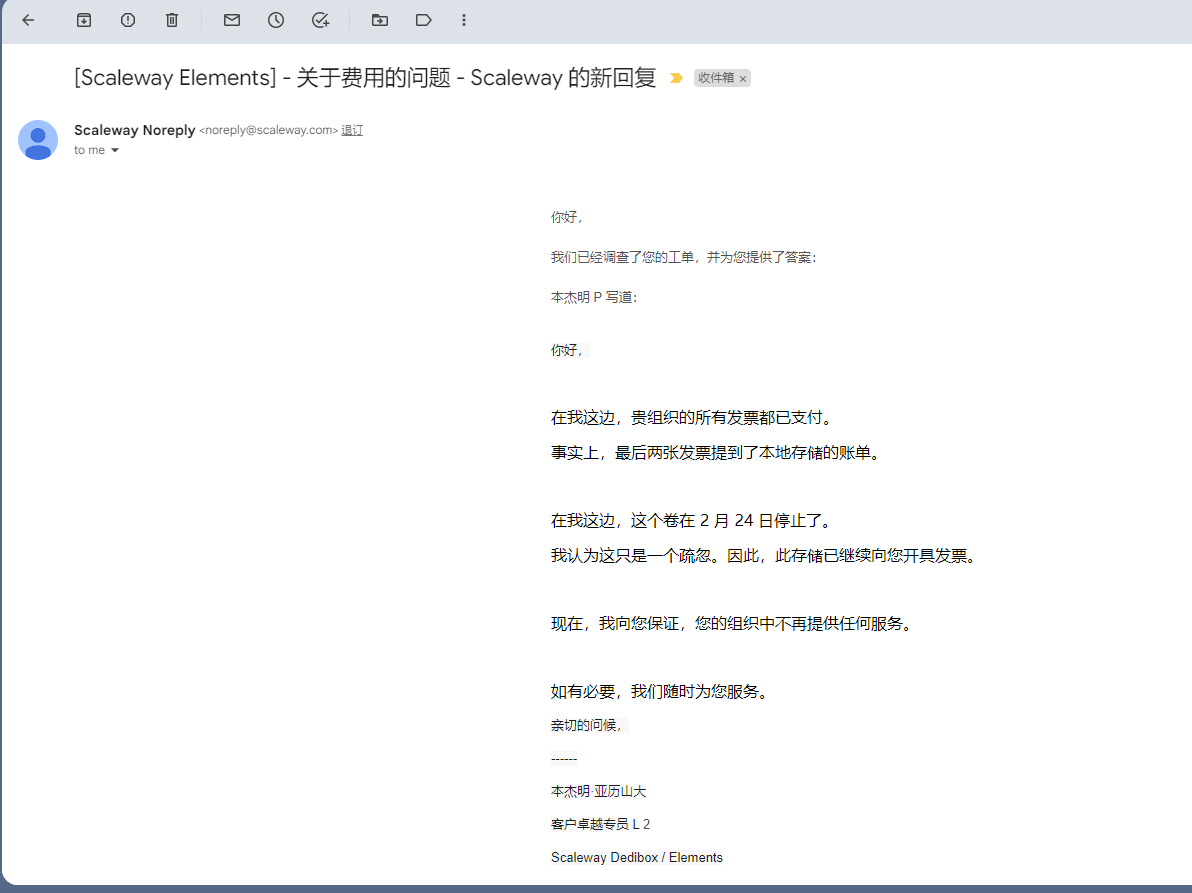 [Scaleway Elements] - 关于费用的问题 - Scaleway 的新回复 收件箱 ×
Scaleway Noreply <noreply@scaleway.com> 退订
to me
你好，
我们已经调查了您的工单，并为您提供了答案：
本杰明 P 写道：
你好，
在我这边，贵组织的所有发票都已支付。
事实上，最后两张发票提到了本地存储的账单。
在我这边，这个卷在 2 月 24 日停止了。
我认为这只是一个疏忽。因此，此存储已继续向您开具发票。
现在，我向您保证，您的组织中不再提供任何服务。
如有必要，我们随时为您服务。
亲切的问候，
------
本杰明·亚历山大
客户卓越专员 L 2
Scaleway Dedibox / Elements